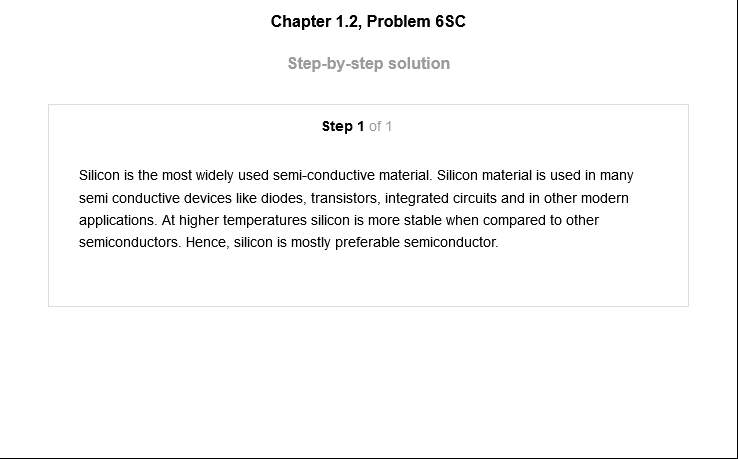 Chapter 1.2, Problem 6SC
Step-by-step solution
Step 1 of 1
Silicon is the most widely used semi-conductive material. Silicon material is used in many
semi conductive devices like diodes, transistors, integrated circuits and in other modern
applications. At higher temperatures silicon is more stable when compared to other
semiconductors. Hence, silicon is mostly preferable semiconductor.